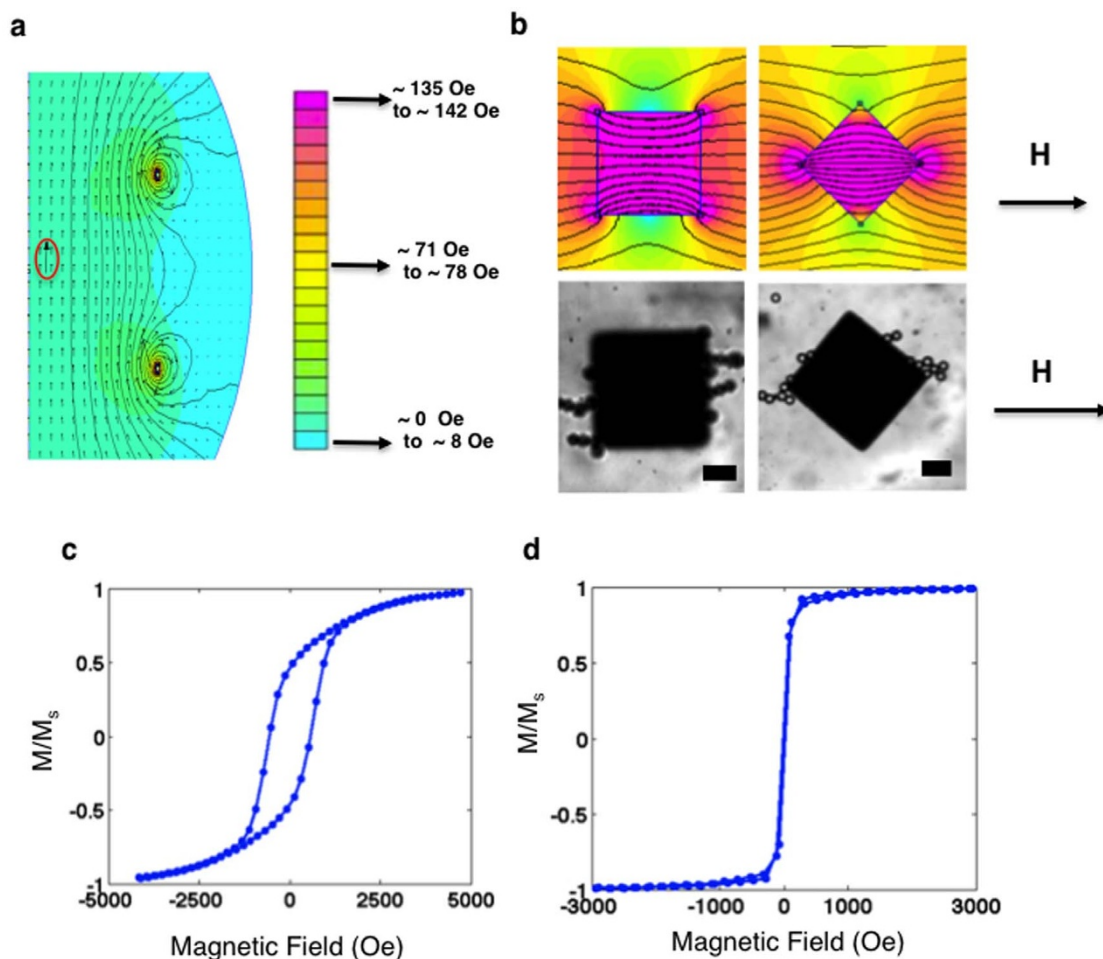 a
~ 135 Oe
to ~ 142 Oe
~ 71 Oe
to ~ 78 Oe
~ 0 Oe
to ~ 8 Oe
b
H
H
c
1
0.5
0
-0.5
-1
M/Ms
-5000 -2500 0 2500 5000
Magnetic Field (Oe)
d
1
0.5
0
-0.5
-1
M/Ms
-3000 -1000 0 1000 3000
Magnetic Field (Oe)